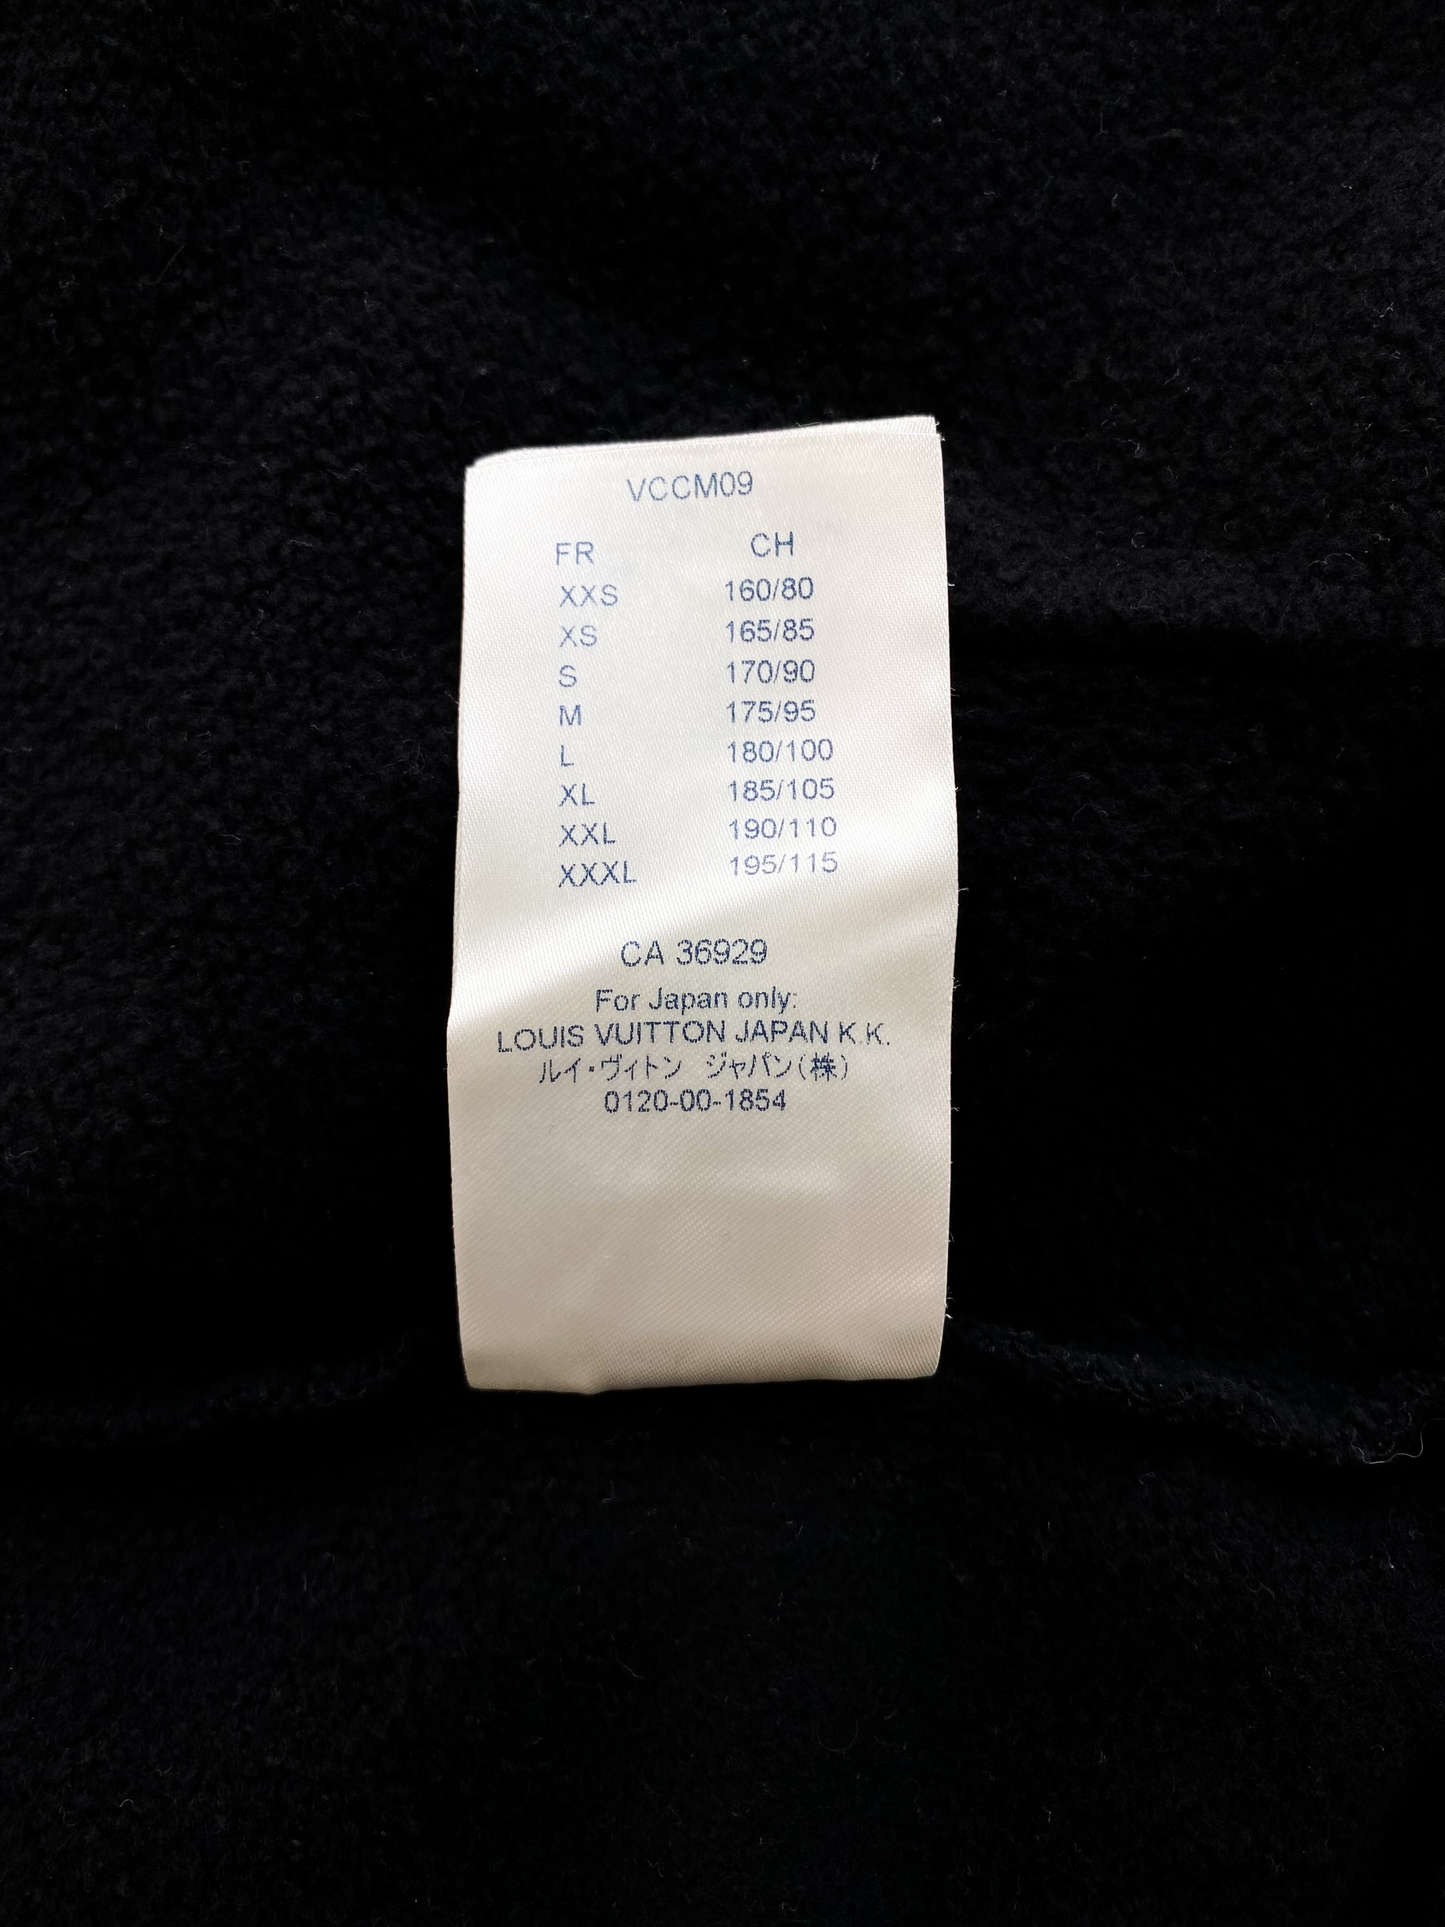 VCCM09
FR CH
XXS 160/80
XS 165/85
S 170/90
M 175/95
L 180/100
XL 185/105
XXL 190/110
XXXL 195/115
CA 36929
For Japan only:
LOUIS VUITTON JAPAN K.K.
ルイ・ヴィトン ジャパン(株)
0120-00-1854